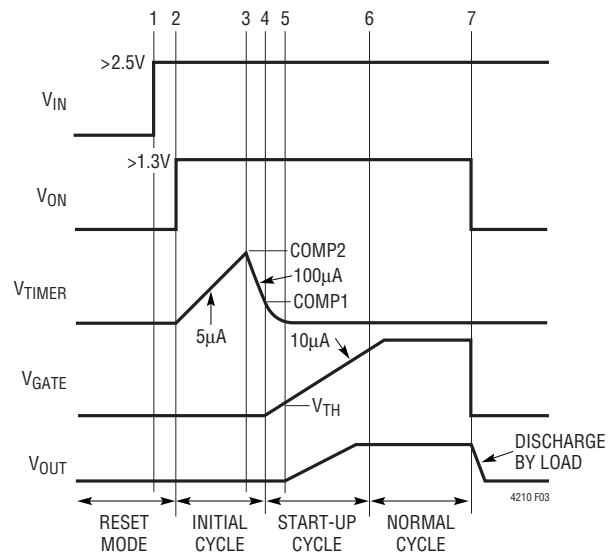 1 2 3 4 5 6 7
>2.5V
VIN
>1.3V
VON
COMP2
100µA
COMP1
VTIMER
5µA
10µA
VGATE
VTH
VOUT
DISCHARGE
BY LOAD
4210 F03
RESET
MODE
INITIAL
CYCLE
START-UP
CYCLE
NORMAL
CYCLE